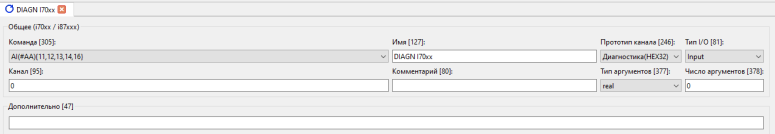 DIAGN I70xx
Общее (i70xx / i87xxx)
Команда [305]: Имя [127]: Прототип канала [246]: Тип I/O [81]:
AI(#AA)(11,12,13,14,16) DIAGN I70xx Диагностика(HEX32) Input
Канал [95]: Комментарий [80]: Тип аргументов [377]: Число аргументов [378]:
0 real 0
Дополнительно [47]